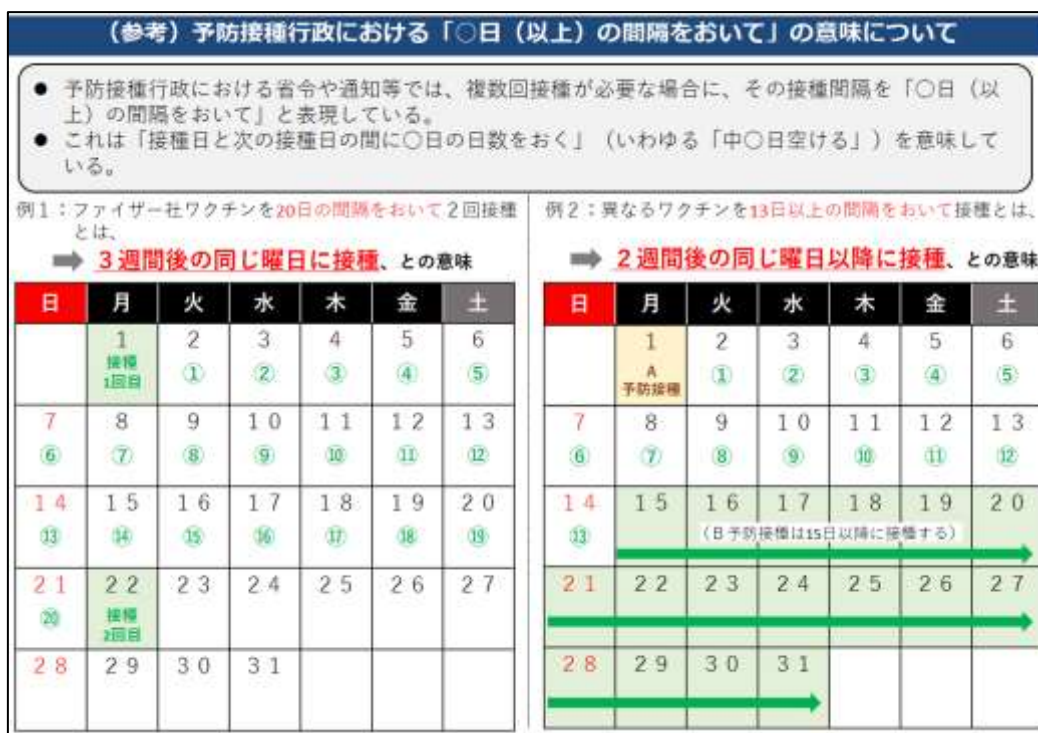 （参考）予防接種行政における「○日（以上）の間隔をおいて」の意味について
● 予防接種行政における省令や通知等では、複数回接種が必要な場合に、その接種間隔を「○日（以
上）の間隔をおいて」と表現している。
● これは「接種日と次の接種日の間に○日の日数をおく」（いわゆる「中○日空ける」）を意味して
いる。
例１：ファイザー社ワクチンを20日の間隔をおいて２回接種
とは、
➡ ３週間後の同じ曜日に接種、との意味
日 月 火 水 木 金 土
1 2 3 4 5 6
接種
1回目 ① ② ③ ④ ⑤
7 8 9 10 11 12 13
⑥ ⑦ ⑧ ⑨ ⑩ ⑪ ⑫
14 15 16 17 18 19 20
⑬ ⑭ ⑮ ⑯ ⑰ ⑱ ⑲
21 22 23 24 25 26 27
⑳ 接種
2回目
28 29 30 31
例２：異なるワクチンを13日以上の間隔をおいて接種とは、
➡ ２週間後の同じ曜日以降に接種、との意味
日 月 火 水 木 金 土
1 2 3 4 5 6
A
予防接種 ① ② ③ ④ ⑤
7 8 9 10 11 12 13
⑥ ⑦ ⑧ ⑨ ⑩ ⑪ ⑫
14 15 16 17 18 19 20
⑬ （B予防接種は15日以降に接種する）
21 22 23 24 25 26 27
28 29 30 31